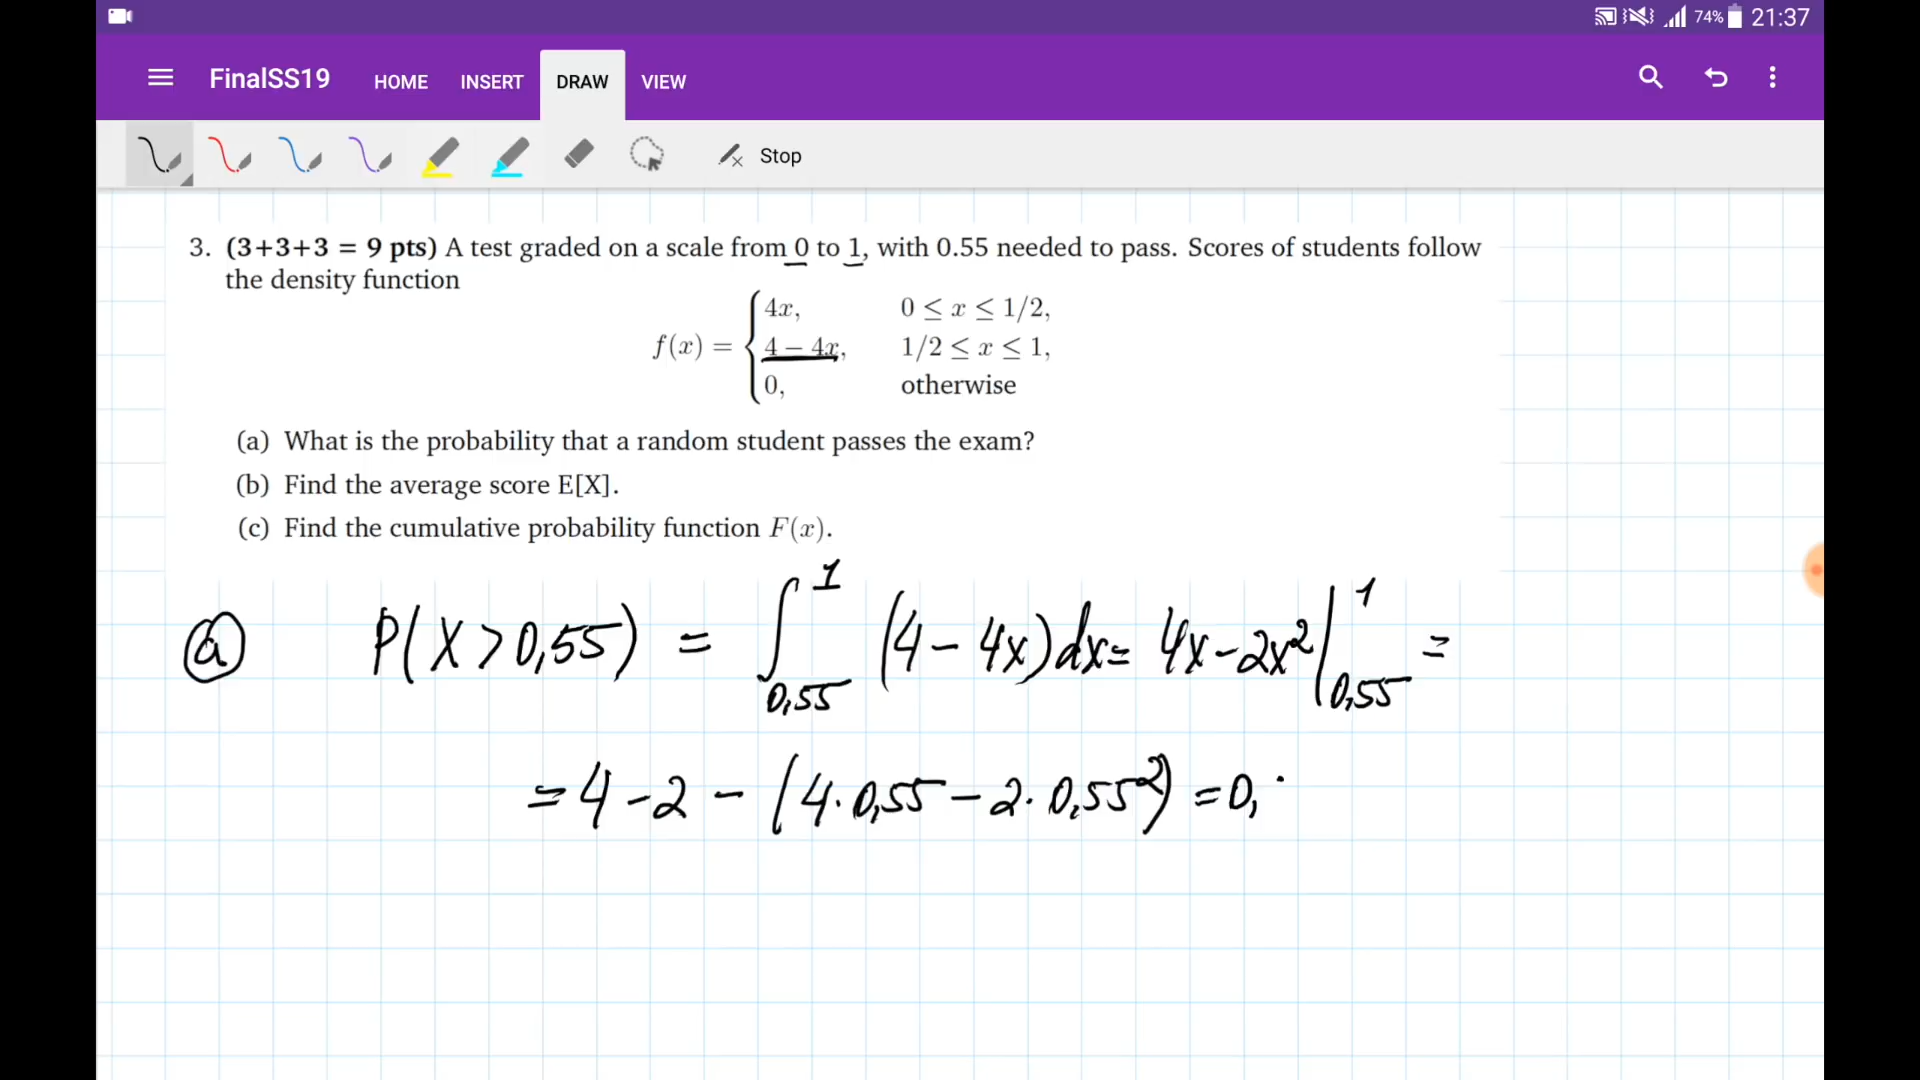 74% 21:37
FinalSS19 HOME INSERT DRAW VIEW
Stop
3. (3+3+3 = 9 pts) A test graded on a scale from 0 to 1, with 0.55 needed to pass. Scores of students follow
the density function
4x, 0 ≤ x ≤ 1/2,
f(x) = { 4 − 4x, 1/2 ≤ x ≤ 1,
0, otherwise
(a) What is the probability that a random student passes the exam?
(b) Find the average score E[X].
(c) Find the cumulative probability function F(x).
(a) P(X > 0,55) = ∫_{0,55}^{1} (4 − 4x)dx = 4x − 2x² |_{0,55}^{1} =
= 4 − 2 − (4 · 0,55 − 2 · 0,55²) = 0,